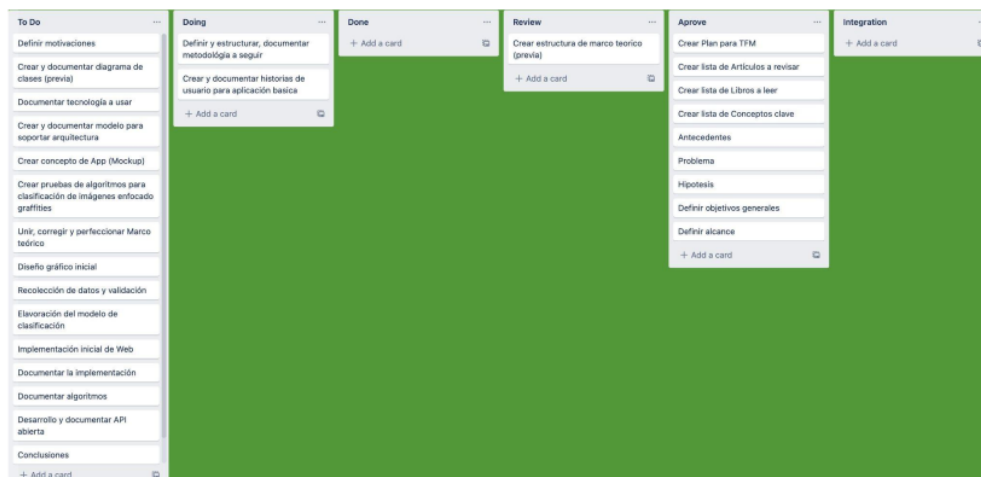 To Do
Definir motivaciones
Crear y documentar diagrama de
clases (previa)
Documentar tecnología a usar
Crear y documentar modelo para
soportar arquitectura
Crear concepto de App (Mockup)
Crear pruebas de algoritmos para
clasificación de imágenes enfocado
graffities
Unir, corregir y perfeccionar Marco
teórico
Diseño gráfico inicial
Recolección de datos y validación
Elavoración del modelo de
clasificación
Implementación inicial de Web
Documentar la implementación
Documentar algoritmos
Desarrollo y documentar API
abierta
Conclusiones
+ Add a card
Doing
Definir y estructurar, documentar
metodológia a seguir
Crear y documentar historias de
usuario para aplicación basica
+ Add a card
Done
+ Add a card
Review
Crear estructura de marco teorico
(previa)
+ Add a card
Aprove
Crear Plan para TFM
Crear lista de Artículos a revisar
Crear lista de Libros a leer
Crear lista de Conceptos clave
Antecedentes
Problema
Hipotesis
Definir objetivos generales
Definir alcance
+ Add a card
Integration
+ Add a card